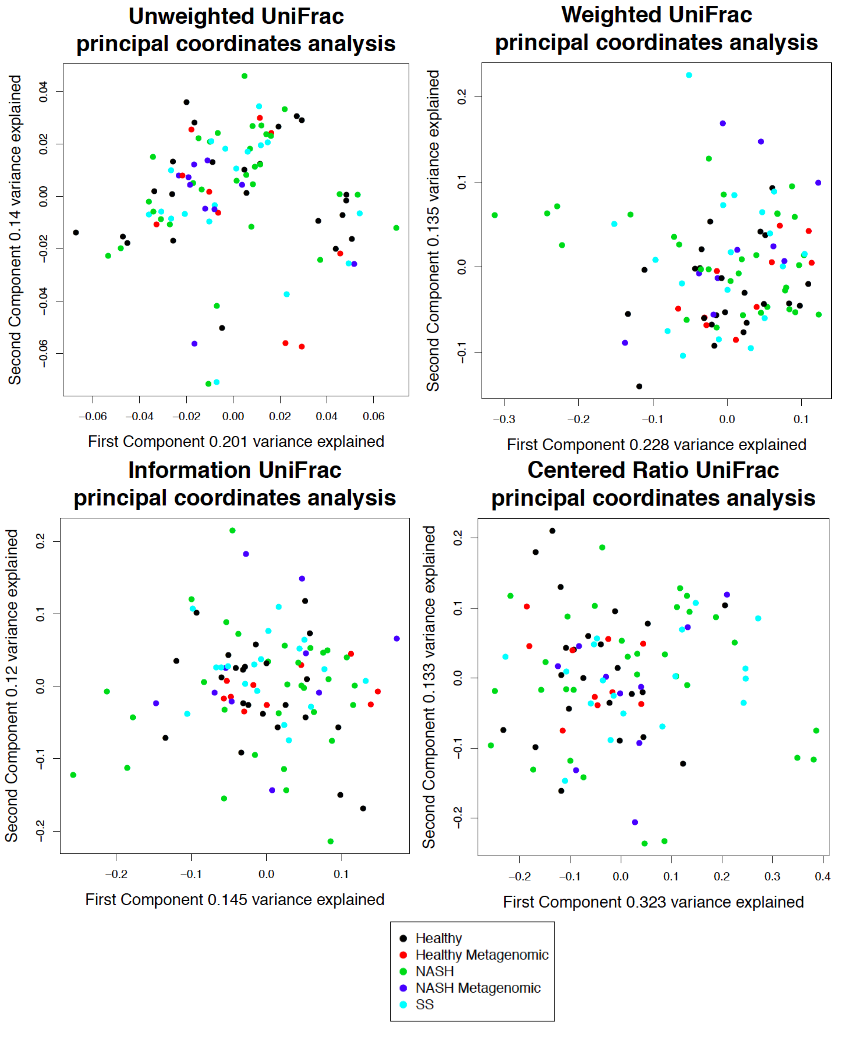 Unweighted UniFrac
principal coordinates analysis
Second Component 0.14 variance explained
0.04
0.02
0.00
−0.02
−0.04
−0.06
−0.06 −0.04 −0.02 0.00 0.02 0.04 0.06
First Component 0.201 variance explained
Weighted UniFrac
principal coordinates analysis
Second Component 0.135 variance explained
0.2
0.1
0.0
−0.1
−0.3 −0.2 −0.1 0.0 0.1
First Component 0.228 variance explained
Information UniFrac
principal coordinates analysis
Second Component 0.12 variance explained
0.2
0.1
0.0
−0.1
−0.2
−0.2 −0.1 0.0 0.1
First Component 0.145 variance explained
Centered Ratio UniFrac
principal coordinates analysis
Second Component 0.133 variance explained
0.2
0.1
0.0
−0.1
−0.2
−0.2 −0.1 0.0 0.1 0.2 0.3 0.4
First Component 0.323 variance explained
Healthy
Healthy Metagenomic
NASH
NASH Metagenomic
SS